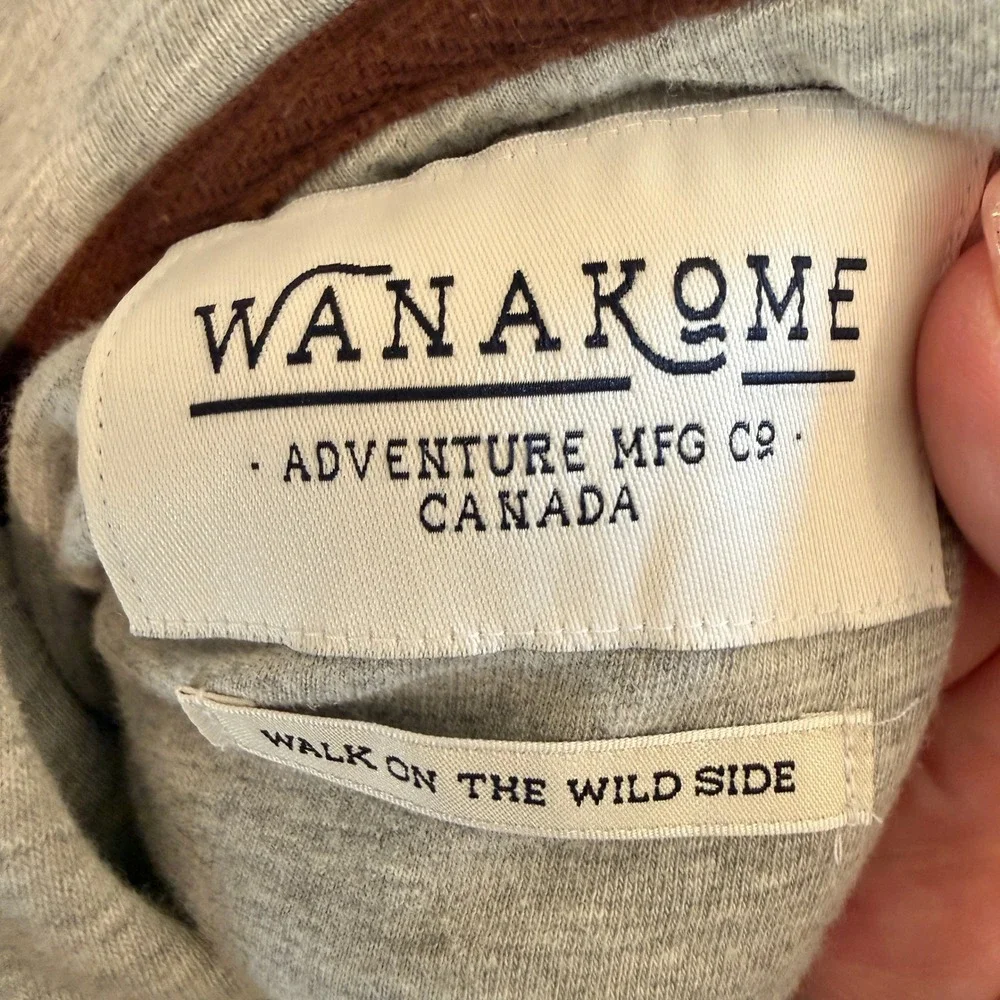 WANAKOME
· ADVENTURE MFG Co ·
CANADA
WALK ON THE WILD SIDE